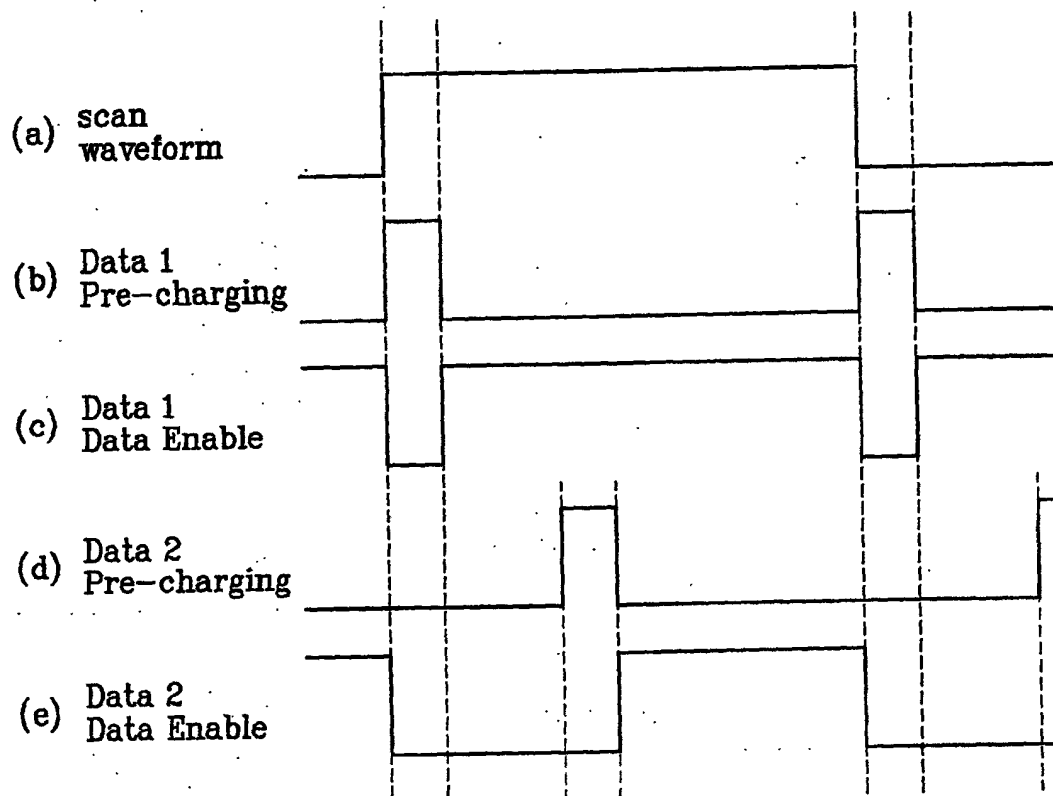 (a) scan
waveform
(b) Data 1
Pre-charging
(c) Data 1
Data Enable
(d) Data 2
Pre-charging
(e) Data 2
Data Enable